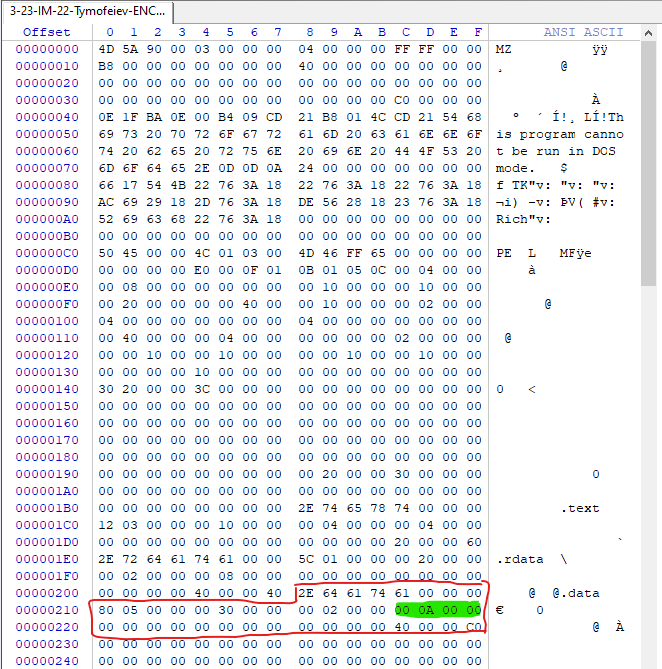 3-23-IM-22-Tymofeiev-ENC...
Offset 0 1 2 3 4 5 6 7 8 9 A B C D E F ANSI ASCII
00000000 4D 5A 90 00 03 00 00 00 04 00 00 00 FF FF 00 00 MZ ÿÿ
00000010 B8 00 00 00 00 00 00 00 40 00 00 00 00 00 00 00 ¸ @
00000020 00 00 00 00 00 00 00 00 00 00 00 00 00 00 00 00
00000030 00 00 00 00 00 00 00 00 00 00 00 00 C0 00 00 00 À
00000040 0E 1F BA 0E 00 B4 09 CD 21 B8 01 4C CD 21 54 68 º ´ Í!¸ LÍ!Th
00000050 69 73 20 70 72 6F 67 72 61 6D 20 63 61 6E 6E 6F is program canno
00000060 74 20 62 65 20 72 75 6E 20 69 6E 20 44 4F 53 20 t be run in DOS
00000070 6D 6F 64 65 2E 0D 0D 0A 24 00 00 00 00 00 00 00 mode. $
00000080 66 17 54 4B 22 76 3A 18 22 76 3A 18 22 76 3A 18 f TK"v: "v: "v:
00000090 AC 69 29 18 2D 76 3A 18 DE 56 28 18 23 76 3A 18 ¬i) -v: ÞV( #v:
000000A0 52 69 63 68 22 76 3A 18 00 00 00 00 00 00 00 00 Rich"v:
000000B0 00 00 00 00 00 00 00 00 00 00 00 00 00 00 00 00
000000C0 50 45 00 00 4C 01 03 00 4D 46 FF 65 00 00 00 00 PE L MFÿe
000000D0 00 00 00 00 E0 00 0F 01 0B 01 05 0C 00 04 00 00 à
000000E0 00 08 00 00 00 00 00 00 00 10 00 00 00 10 00 00
000000F0 00 20 00 00 00 00 40 00 00 10 00 00 00 02 00 00 @
00000100 04 00 00 00 00 00 00 00 04 00 00 00 00 00 00 00
00000110 00 40 00 00 00 04 00 00 00 00 00 00 02 00 00 00 @
00000120 00 00 10 00 00 10 00 00 00 00 10 00 00 10 00 00
00000130 00 00 00 00 10 00 00 00 00 00 00 00 00 00 00 00
00000140 30 20 00 00 3C 00 00 00 00 00 00 00 00 00 00 00 0 <
00000150 00 00 00 00 00 00 00 00 00 00 00 00 00 00 00 00
00000160 00 00 00 00 00 00 00 00 00 00 00 00 00 00 00 00
00000170 00 00 00 00 00 00 00 00 00 00 00 00 00 00 00 00
00000180 00 00 00 00 00 00 00 00 00 00 00 00 00 00 00 00
00000190 00 00 00 00 00 00 00 00 00 20 00 00 30 00 00 00 0
000001A0 00 00 00 00 00 00 00 00 00 00 00 00 00 00 00 00
000001B0 00 00 00 00 00 00 00 00 2E 74 65 78 74 00 00 00 .text
000001C0 12 03 00 00 00 10 00 00 00 04 00 00 00 04 00 00
000001D0 00 00 00 00 00 00 00 00 00 00 00 00 20 00 00 60 `
000001E0 2E 72 64 61 74 61 00 00 5C 01 00 00 00 20 00 00 .rdata \
000001F0 00 02 00 00 00 08 00 00 00 00 00 00 00 00 00 00
00000200 00 00 00 00 40 00 00 40 2E 64 61 74 61 00 00 00 @ @.data
00000210 80 05 00 00 00 30 00 00 00 02 00 00 00 0A 00 00 € 0
00000220 00 00 00 00 00 00 00 00 00 00 00 00 40 00 00 C0 @ À
00000230 00 00 00 00 00 00 00 00 00 00 00 00 00 00 00 00
00000240 00 00 00 00 00 00 00 00 00 00 00 00 00 00 00 00